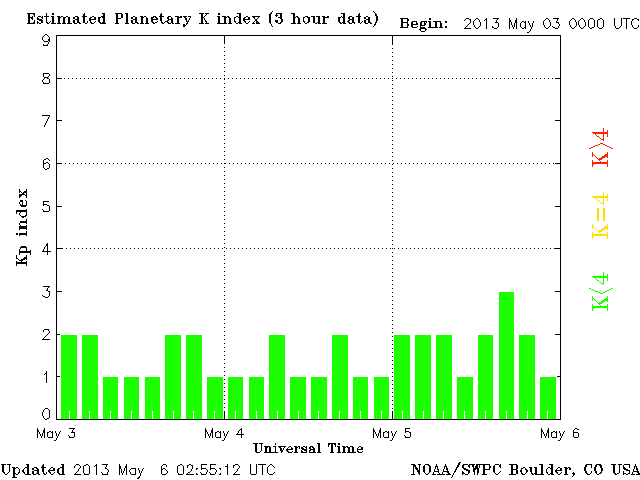 Estimated Planetary K index (3 hour data) Begin: 2013 May 03 0000 UTC
9
8
7
6
5
4
3
2
1
0
Kp index
May 3 May 4 May 5 May 6
Universal Time
K>4
K=4
K<4
Updated 2013 May 6 02:55:12 UTC NOAA/SWPC Boulder, CO USA